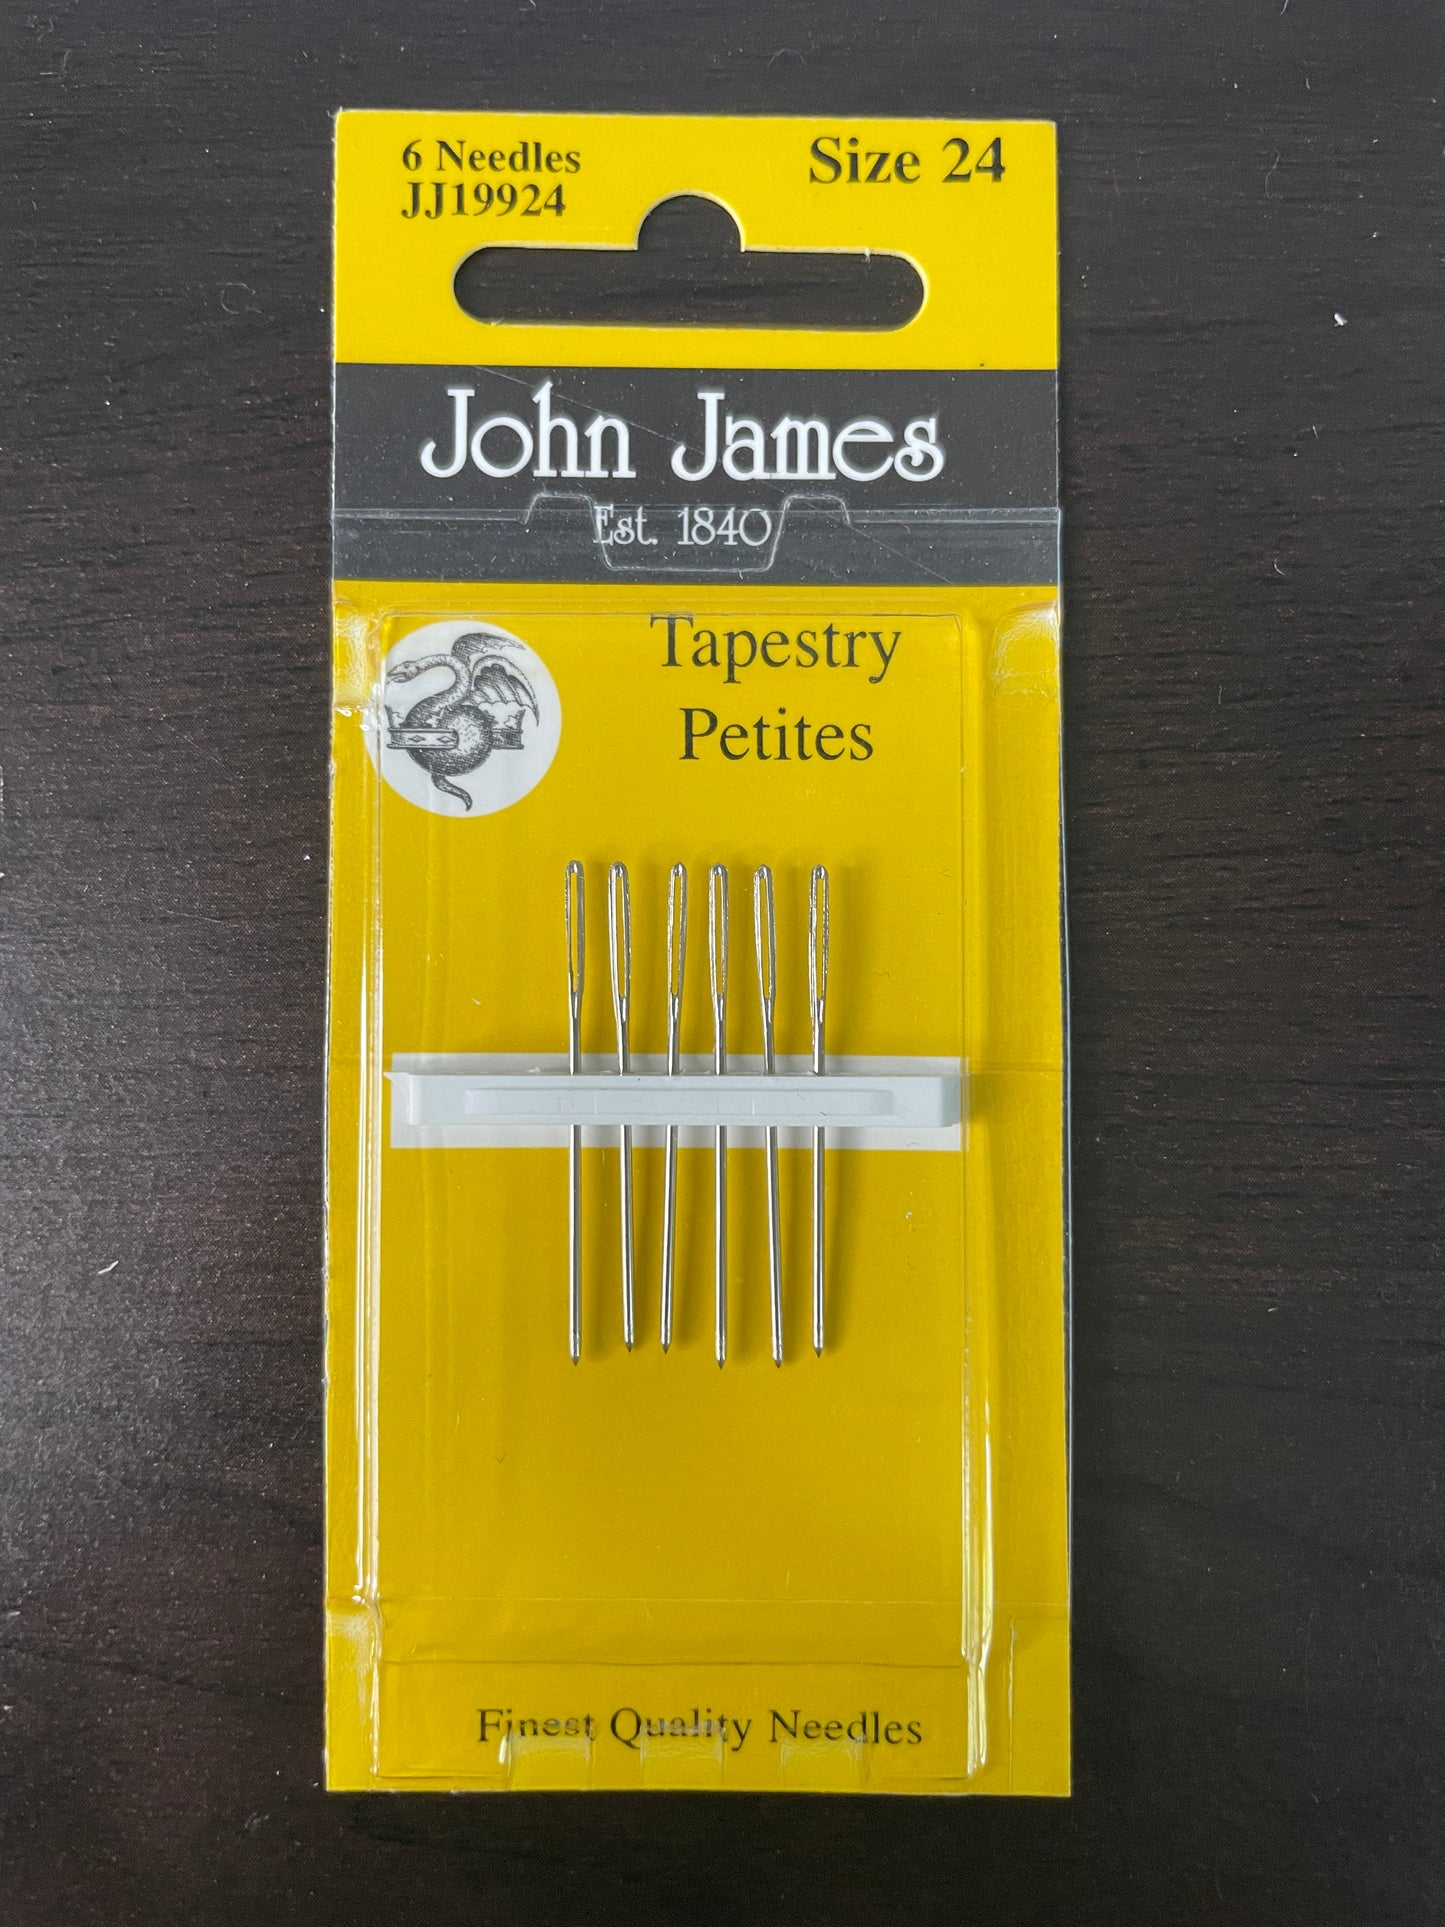 6 Needles
JJ19924
Size 24
John James
Est. 1840
Tapestry
Petites
Finest Quality Needles